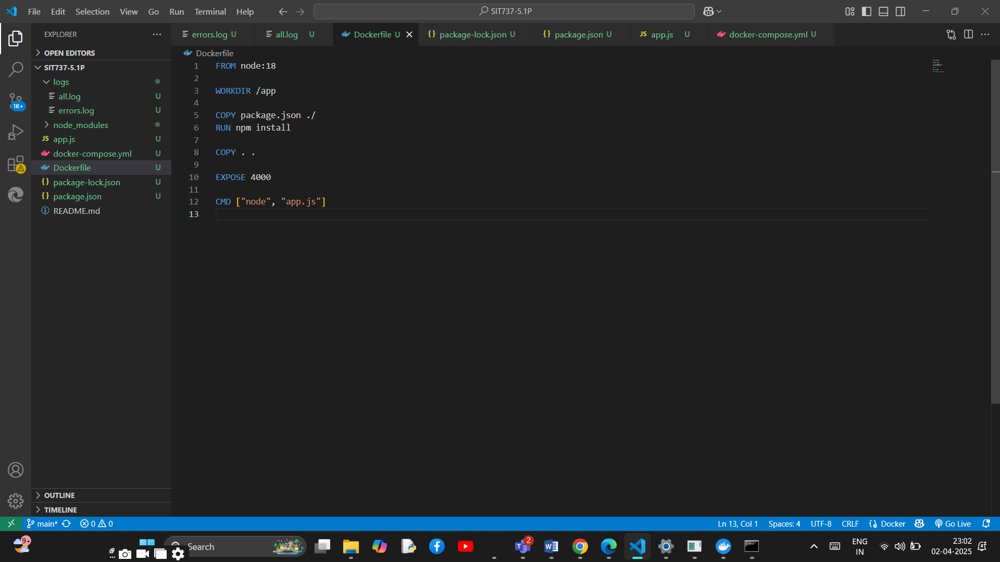 File Edit Selection View Go Run Terminal Help
SIT737-5.1P
EXPLORER
OPEN EDITORS
SIT737-5.1P
logs
all.log U
errors.log U
node_modules
app.js U
docker-compose.yml U
Dockerfile U
package-lock.json U
package.json U
README.md
OUTLINE
TIMELINE
1K+
errors.log U
all.log U
Dockerfile U
package-lock.json U
package.json U
JS app.js U
docker-compose.yml U
Dockerfile
1 FROM node:18
2
3 WORKDIR /app
4
5 COPY package.json ./
6 RUN npm install
7
8 COPY . .
9
10 EXPOSE 4000
11
12 CMD ["node", "app.js"]
13
main* 0 0
Ln 13, Col 1 Spaces: 4 UTF-8 CRLF {} Docker Go Live
9+
Search
2
ENG
IN
23:02
02-04-2025